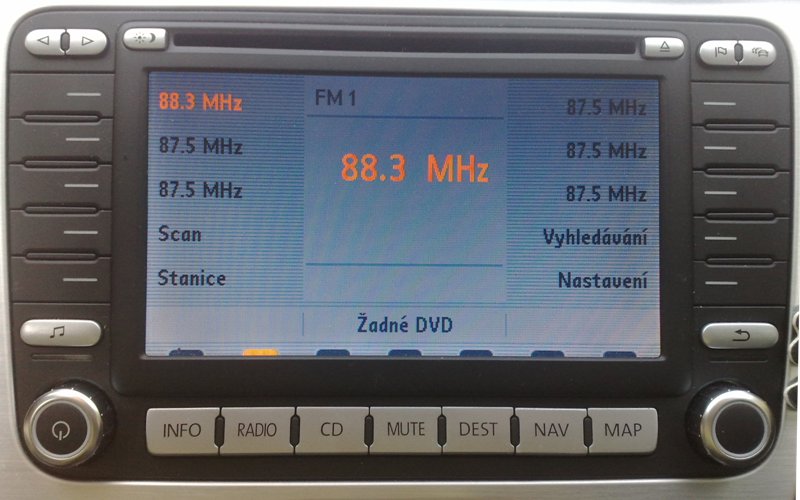 88.3 MHz
FM 1
87.5 MHz
87.5 MHz
88.3 MHz
87.5 MHz
87.5 MHz
87.5 MHz
Scan
Vyhledávání
Stanice
Nastavení
Žádné DVD
INFO
RADIO
CD
MUTE
DEST
NAV
MAP